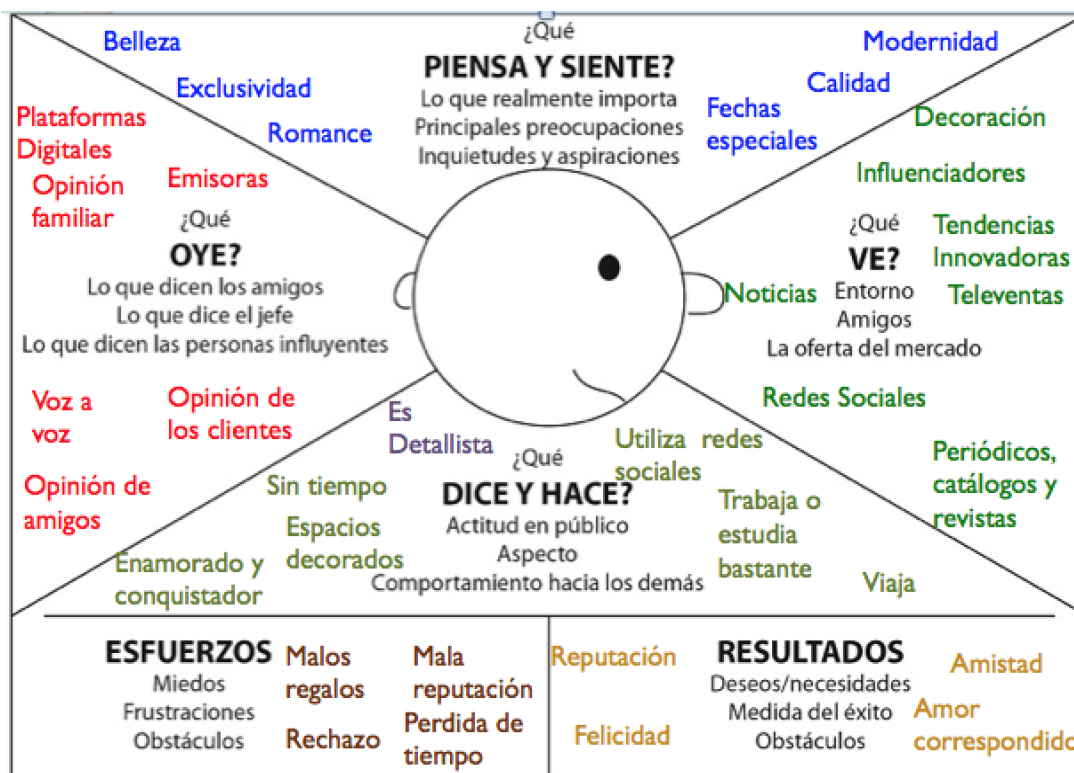 ¿Qué
PIENSA Y SIENTE?
Lo que realmente importa
Principales preocupaciones
Inquietudes y aspiraciones
Belleza
Exclusividad
Romance
Modernidad
Calidad
Fechas
especiales
Plataformas
Digitales
Opinión
familiar
Emisoras
¿Qué
OYE?
Lo que dicen los amigos
Lo que dice el jefe
Lo que dicen las personas influyentes
Voz a
voz
Opinión de
los clientes
Opinión de
amigos
Decoración
Influenciadores
¿Qué
VE?
Entorno
Amigos
La oferta del mercado
Tendencias
Innovadoras
Noticias
Televentas
Redes Sociales
Periódicos,
catálogos y
revistas
Es
Detallista
¿Qué
DICE Y HACE?
Actitud en público
Aspecto
Comportamiento hacia los demás
Utiliza redes
sociales
Sin tiempo
Espacios
decorados
Enamorado y
conquistador
Trabaja o
estudia
bastante
Viaja
ESFUERZOS
Miedos
Frustraciones
Obstáculos
Malos
regalos
Mala
reputación
Rechazo
Perdida de
tiempo
RESULTADOS
Deseos/necesidades
Medida del éxito
Obstáculos
Reputación
Felicidad
Amistad
Amor
correspondido